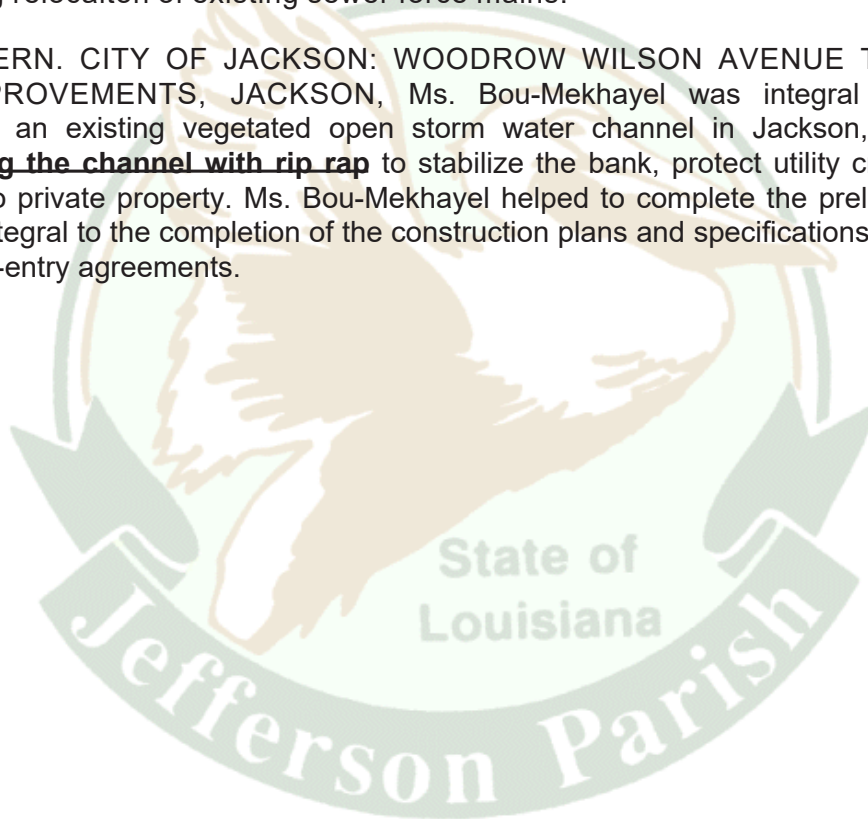 relocaiton of existing sewer force mains.
ERN. CITY OF JACKSON: WOODROW WILSON AVENUE T
PROVEMENTS, JACKSON, Ms. Bou-Mekhayel was integral
an existing vegetated open storm water channel in Jackson,
g the channel with rip rap to stabilize the bank, protect utility c
o private property. Ms. Bou-Mekhayel helped to complete the prel
tegral to the completion of the construction plans and specifications
-entry agreements.
State of
Louisiana
Jefferson Parish